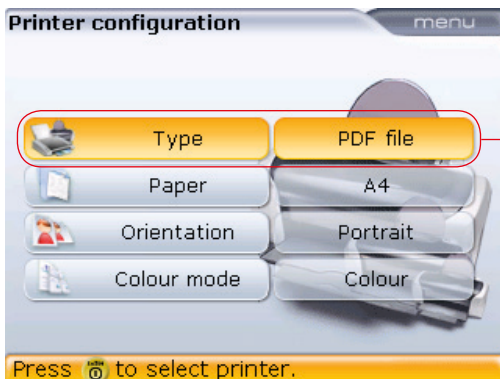 Printer configuration menu
Type PDF file
Paper A4
Orientation Portrait
Colour mode Colour
Press to select printer.